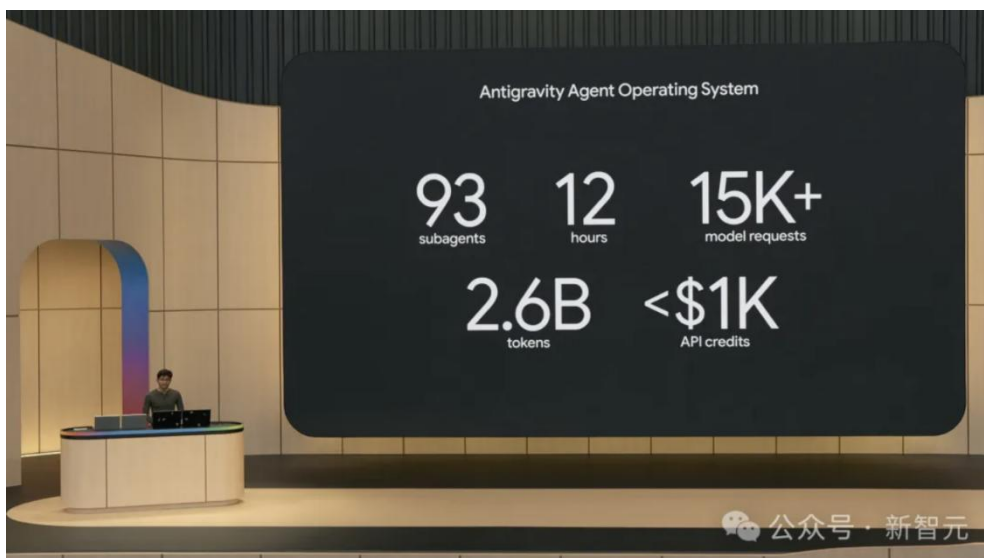 Antigravity Agent Operating System
93 12 15K+
subagents hours model requests
2.6B <$1K
tokens API credits
公众号 · 新智元